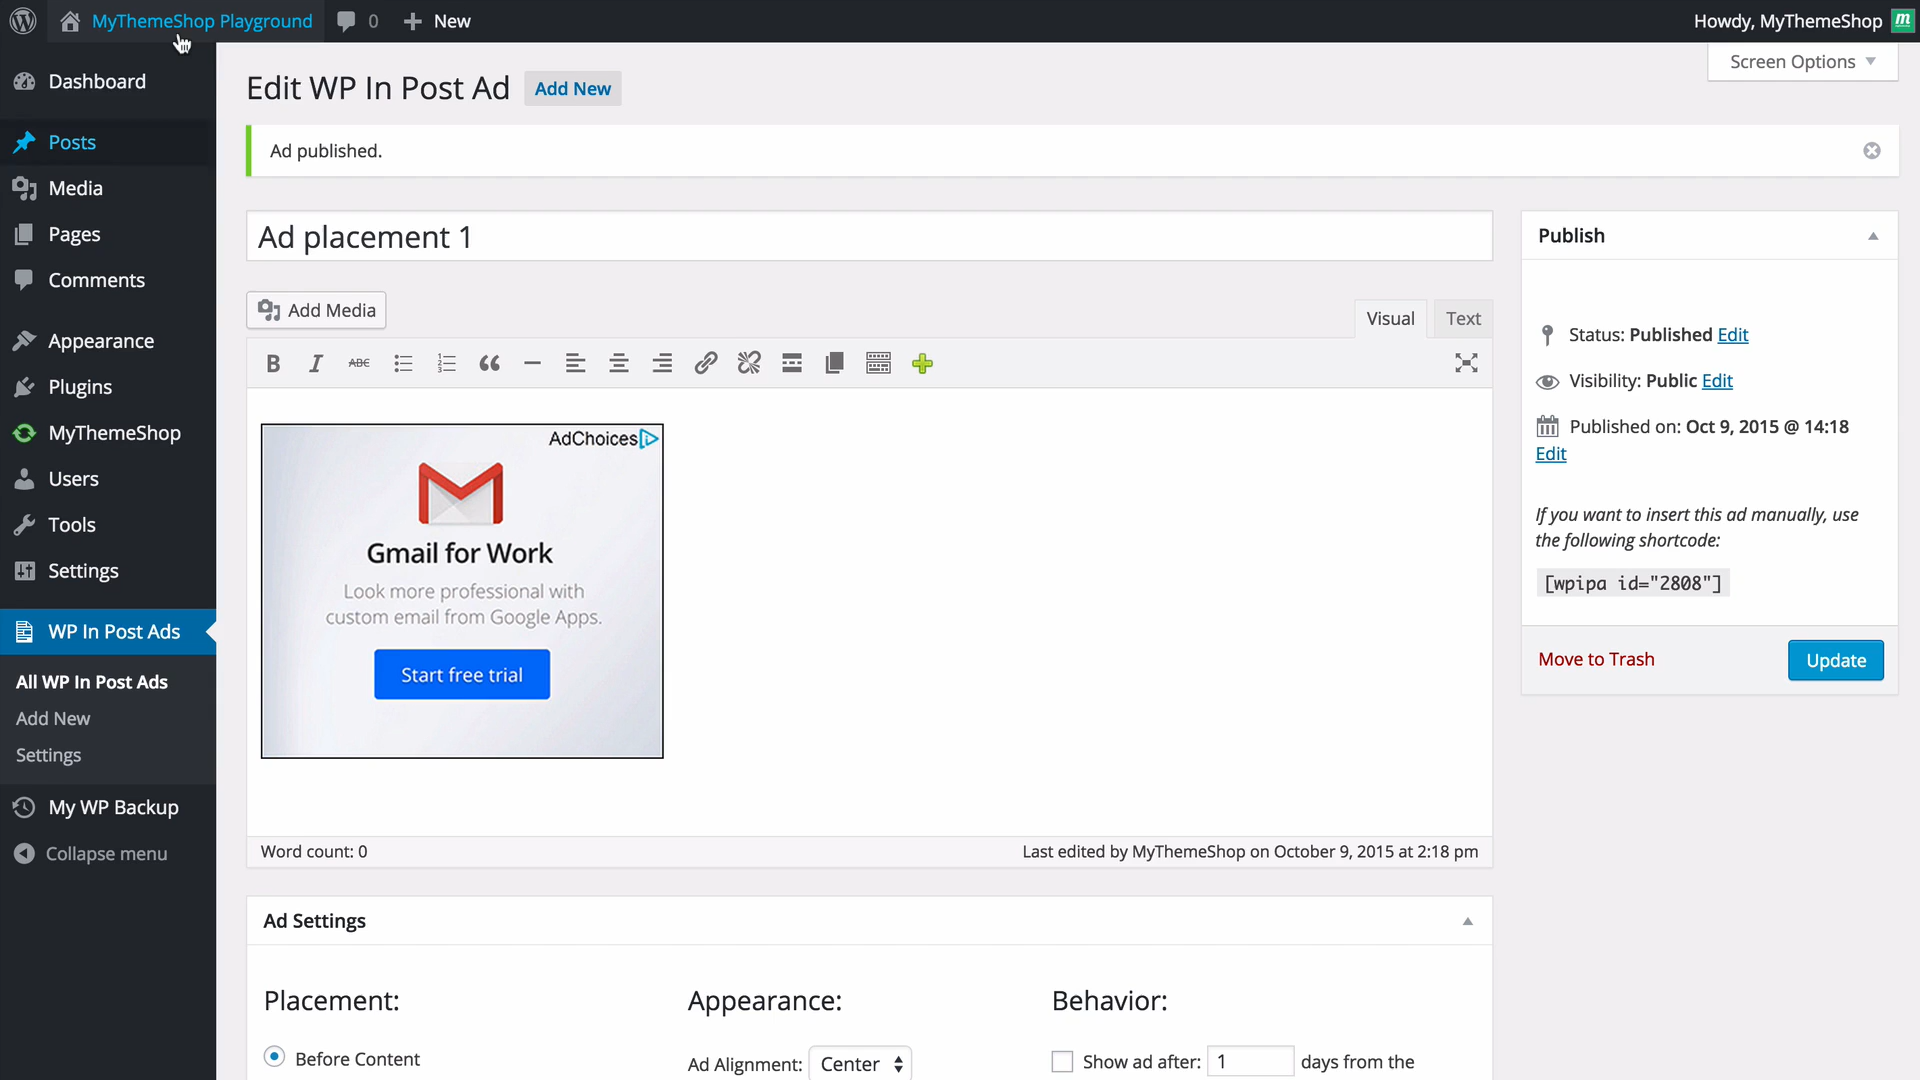 MyThemeShop Playground
0
New
Howdy, MyThemeShop
m
Dashboard
Posts
Media
Pages
Comments
Appearance
Plugins
MyThemeShop
Users
Tools
Settings
WP In Post Ads
All WP In Post Ads
Add New
Settings
My WP Backup
Collapse menu
Screen Options
Edit WP In Post Ad
Add New
Ad published.
Ad placement 1
Add Media
Visual
Text
B
I
ABC
AdChoices
Gmail for Work
Look more professional with
custom email from Google Apps.
Start free trial
Word count: 0
Last edited by MyThemeShop on October 9, 2015 at 2:18 pm
Publish
Status: Published Edit
Visibility: Public Edit
Published on: Oct 9, 2015 @ 14:18
Edit
If you want to insert this ad manually, use
the following shortcode:
[wpipa id="2808"]
Move to Trash
Update
Ad Settings
Placement:
Before Content
Appearance:
Ad Alignment: Center
Behavior:
Show ad after: 1 days from the